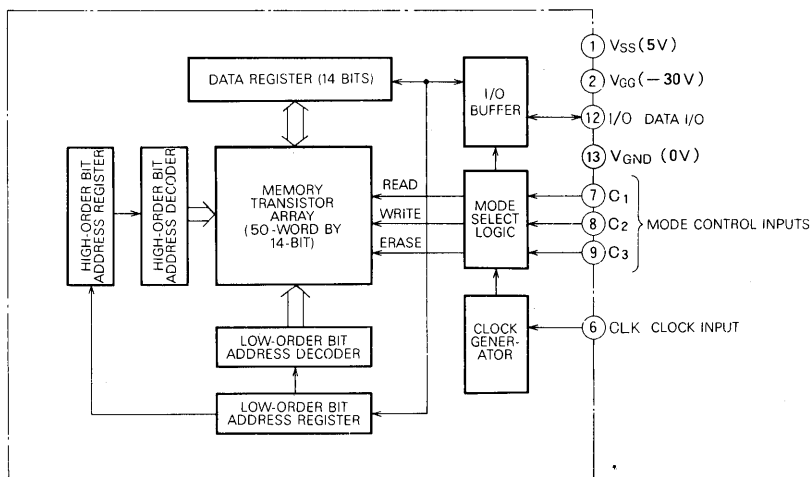 DATA REGISTER (14 BITS)
I/O
BUFFER
1 VSS (5V)
2 VGG (−30V)
12 I/O DATA I/O
13 VGND (0V)
HIGH-ORDER BIT
ADDRESS REGISTER
HIGH-ORDER BIT
ADDRESS DECODER
MEMORY
TRANSISTOR
ARRAY
(50-WORD BY
14-BIT)
READ
WRITE
ERASE
MODE
SELECT
LOGIC
7 C1
8 C2
9 C3
MODE CONTROL INPUTS
CLOCK
GENER-
ATOR
6 CLK CLOCK INPUT
LOW-ORDER BIT
ADDRESS DECODER
LOW-ORDER BIT
ADDRESS REGISTER